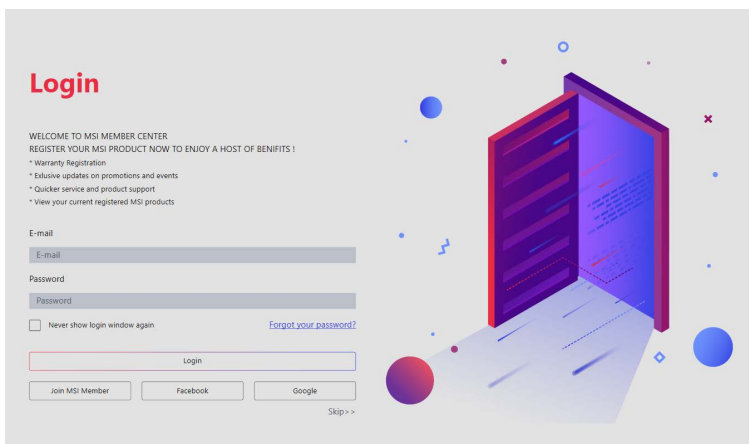 Login
WELCOME TO MSI MEMBER CENTER
REGISTER YOUR MSI PRODUCT NOW TO ENJOY A HOST OF BENIFITS !
* Warranty Registration
* Exlusive updates on promotions and events
* Quicker service and product support
* View your current registered MSI products
E-mail
E-mail
Password
Password
Never show login window again Forgot your password?
Login
Join MSI Member Facebook Google
Skip>>